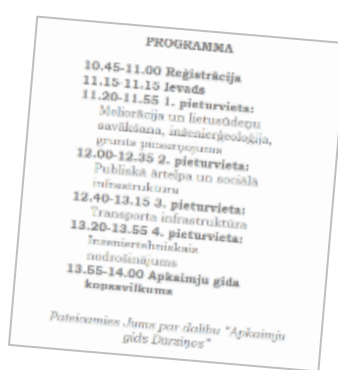 PROGRAMMA
10.45-11.00 Reģistrācija
11.15-11.15 Ievads
11.20-11.55 1. pieturvieta:
Meliorācija un lietusūdeņu
savākšana, inženierģeoloģija,
grunts piesārņojums
12.00-12.35 2. pieturvieta:
Publiskā ārtelpa un sociālā
infrastruktūra
12.40-13.15 3. pieturvieta:
Transporta infrastruktūra
13.20-13.55 4. pieturvieta:
Inženiertehniskais
nodrošinājums
13.55-14.00 Apkaimju gida
kopsavilkums
Pateicamies Jums par dalību "Apkaimju
gids Dārziņos"